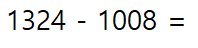 1324 - 1008 =